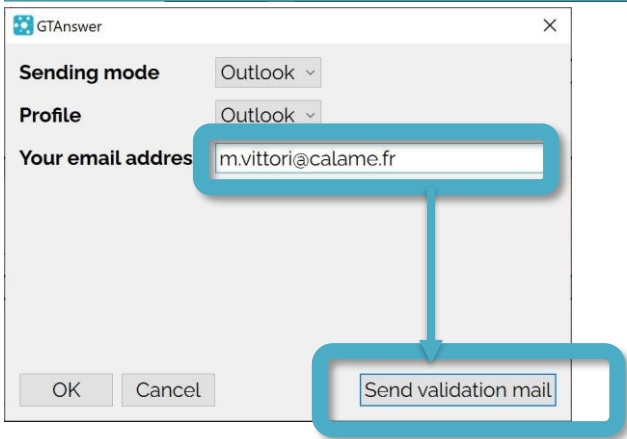 GTAnswer
Sending mode Outlook
Profile Outlook
Your email addres m.vittori@calame.fr
OK Cancel Send validation mail